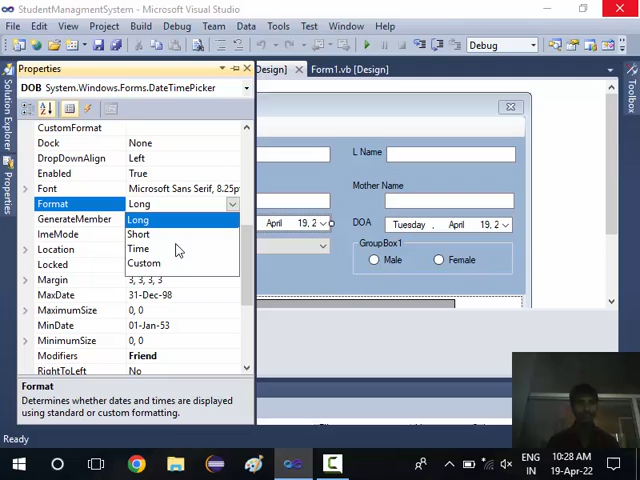 StudentManagmentSystem - Microsoft Visual Studio
File Edit View Project Build Debug Team Data Tools Test Window Help
Debug
Properties
Design]
Form1.vb [Design]
DOB System.Windows.Forms.DateTimePicker
Solution Explorer
Properties
Toolbox
CustomFormat
Dock None
DropDownAlign Left
Enabled True
Font Microsoft Sans Serif, 8.25pt
Format Long
GenerateMember
ImeMode
Location
Locked
Long
Short
Time
Custom
Margin 3, 3, 3, 3
MaxDate 31-Dec-98
MaximumSize 0, 0
MinDate 01-Jan-53
MinimumSize 0, 0
Modifiers Friend
RightToLeft No
Format
Determines whether dates and times are displayed
using standard or custom formatting.
L Name
Mother Name
April 19, 2
DOA
Tuesday , April 19, 2
GroupBox1
Male
Female
Ready
ENG
IN
10:28 AM
19-Apr-22